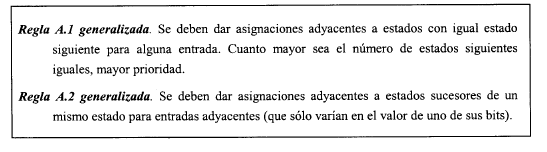 Regla A.1 generalizada. Se deben dar asignaciones adyacentes a estados con igual estado
siguiente para alguna entrada. Cuanto mayor sea el número de estados siguientes
iguales, mayor prioridad.
Regla A.2 generalizada. Se deben dar asignaciones adyacentes a estados sucesores de un
mismo estado para entradas adyacentes (que sólo varían en el valor de uno de sus bits).